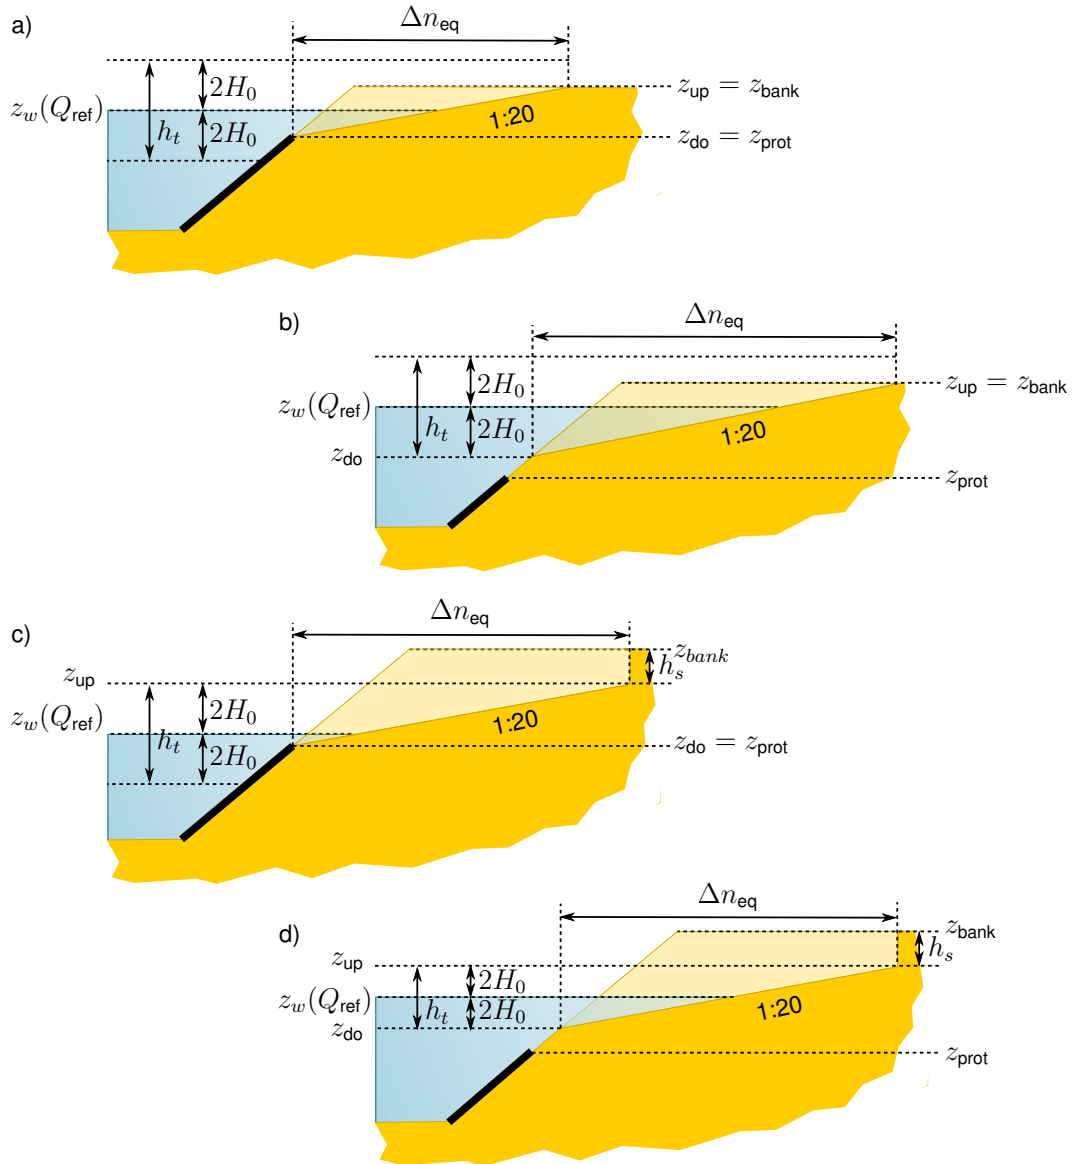 a)
Δn_eq
2H_0
z_up = z_bank
z_w(Q_ref)
h_t
2H_0
1:20
z_do = z_prot
b)
Δn_eq
2H_0
z_up = z_bank
z_w(Q_ref)
h_t
2H_0
1:20
z_do
z_prot
c)
Δn_eq
z_bank
h_s
z_up
2H_0
z_w(Q_ref)
h_t
2H_0
1:20
z_do = z_prot
d)
Δn_eq
z_bank
h_s
z_up
2H_0
z_w(Q_ref)
h_t
2H_0
1:20
z_do
z_prot